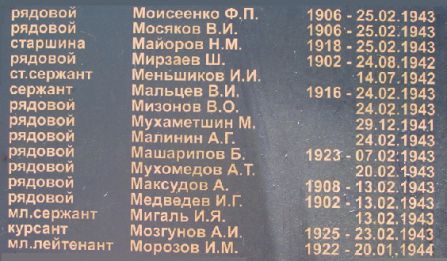 рядовой Моисеенко Ф.П. 1906 - 25.02.1943
рядовой Мосяков В.И. 1906 - 25.02.1943
старшина Майоров Н.М. 1918 - 25.02.1943
рядовой Мирзаев Ш. 1902 - 24.08.1942
ст.сержант Меньшиков И.И. 14.07.1942
сержант Мальцев В.И. 1916 - 24.02.1943
рядовой Мизонов В.О. 24.02.1943
рядовой Мухаметшин М. 29.12.1941
рядовой Малинин А.Г. 24.02.1943
рядовой Машарипов Б. 1923 - 07.02.1943
рядовой Мухомедов А.Т. 20.02.1943
рядовой Максудов А. 1908 - 13.02.1943
рядовой Медведев И.Г. 1902 - 13.02.1943
мл.сержант Мигаль И.Я. 13.02.1943
курсант Мозгунов А.И. 1925 - 23.02.1943
мл.лейтенант Морозов И.М. 1922 - 20.01.1944